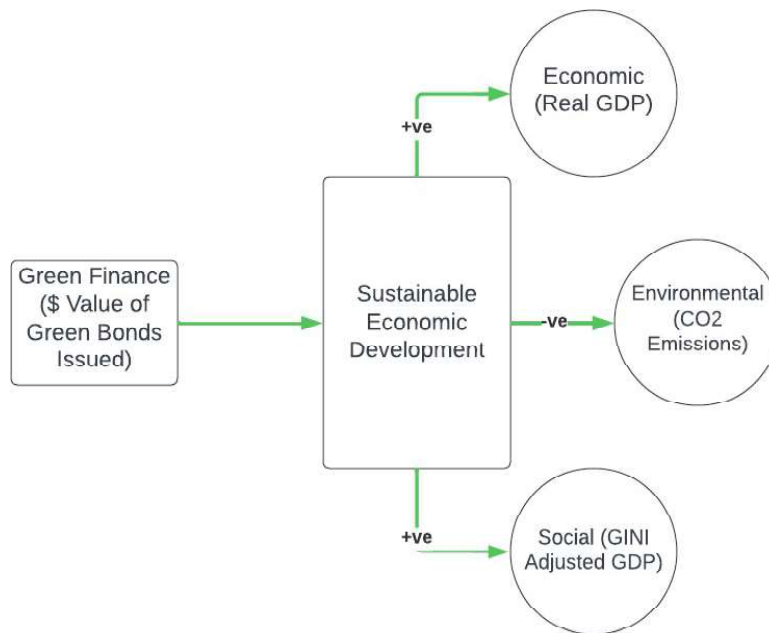 Economic
(Real GDP)
+ve
Green Finance
($ Value of
Green Bonds
Issued)
Sustainable
Economic
Development
-ve
Environmental
(CO2
Emissions)
+ve
Social (GINI
Adjusted GDP)